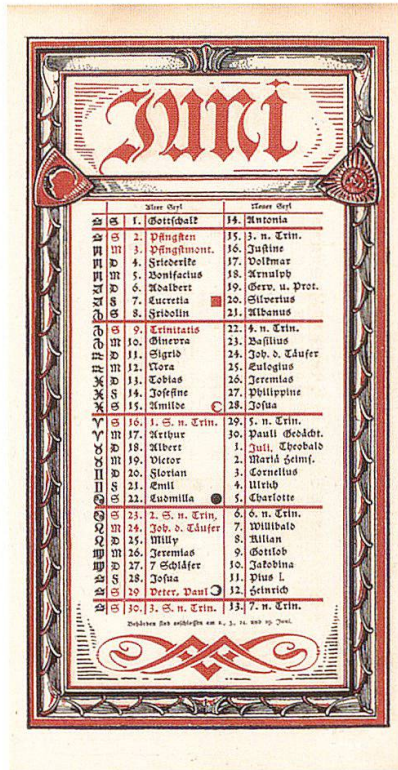 Juni
Alter Styl Neuer Styl
S 1. Gottschalk 14. Antonia
S 2. Pfingsten 15. 3. n. Trin.
M 3. Pfingstmont. 16. Justine
D 4. Friederike 17. Volkmar
M 5. Bonifacius 18. Arnulph
D 6. Adalbert 19. Gerv. u. Prot.
F 7. Lucretia 20. Silverius
S 8. Fridolin 21. Albanus
S 9. Trinitatis 22. 4. n. Trin.
M 10. Ginevra 23. Basilius
D 11. Sigrid 24. Joh. d. Täufer
M 12. Nora 25. Eulogius
D 13. Tobias 26. Jeremias
F 14. Josefine 27. Philippine
S 15. Amilde 28. Josua
S 16. 1. S. n. Trin. 29. 5. n. Trin.
M 17. Arthur 30. Pauli Gedächt.
D 18. Albert 1. Juli, Theobald
M 19. Victor 2. Mariä Heims.
D 20. Florian 3. Cornelius
F 21. Emil 4. Ulrich
S 22. Ludmilla 5. Charlotte
S 23. 2. S. n. Trin. 6. 6. n. Trin.
M 24. Joh. d. Täufer 7. Willibald
D 25. Milly 8. Kilian
M 26. Jeremias 9. Gottlob
D 27. 7 Schläfer 10. Jakobina
F 28. Josua 11. Pius I.
S 29 Peter, Paul 12. Heinrich
S 30. 3. S. n. Trin. 13. 7. n. Trin.
Behörden sind geschlossen am 2., 3., 24. und 29. Juni.